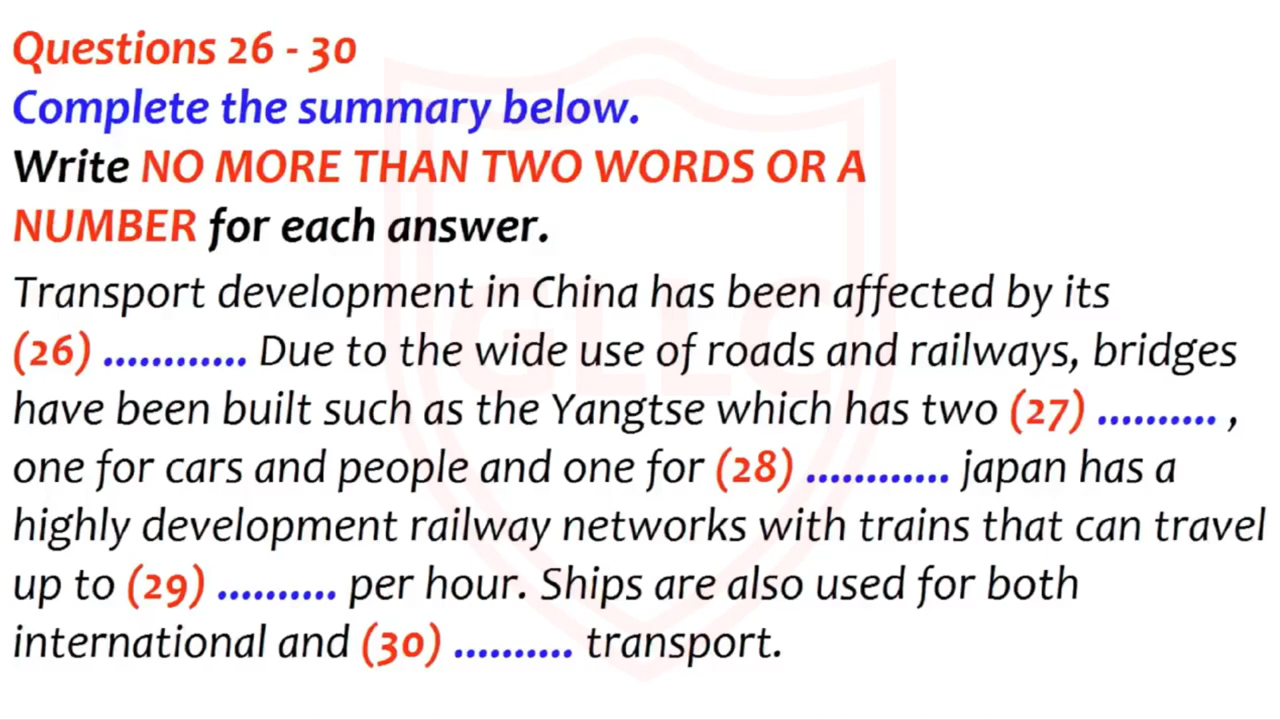 Questions 26 - 30
Complete the summary below.
Write NO MORE THAN TWO WORDS OR A
NUMBER for each answer.
Transport development in China has been affected by its
(26) ............ Due to the wide use of roads and railways, bridges
have been built such as the Yangtse which has two (27) .......... ,
one for cars and people and one for (28) ............ japan has a
highly development railway networks with trains that can travel
up to (29) .......... per hour. Ships are also used for both
international and (30) .......... transport.
GLLC